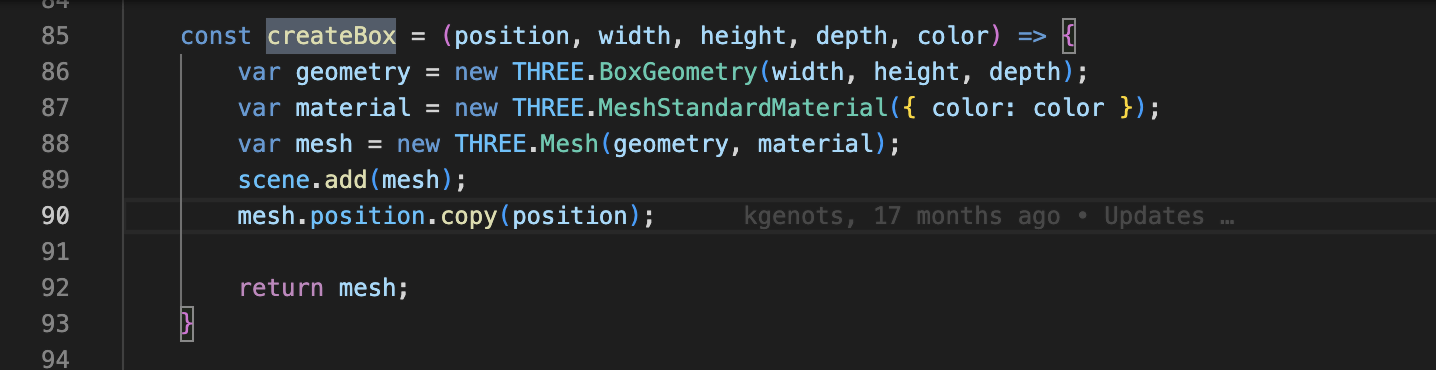 84
85 const createBox = (position, width, height, depth, color) => {
86 var geometry = new THREE.BoxGeometry(width, height, depth);
87 var material = new THREE.MeshStandardMaterial({ color: color });
88 var mesh = new THREE.Mesh(geometry, material);
89 scene.add(mesh);
90 mesh.position.copy(position); kgenots, 17 months ago • Updates …
91
92 return mesh;
93 }
94